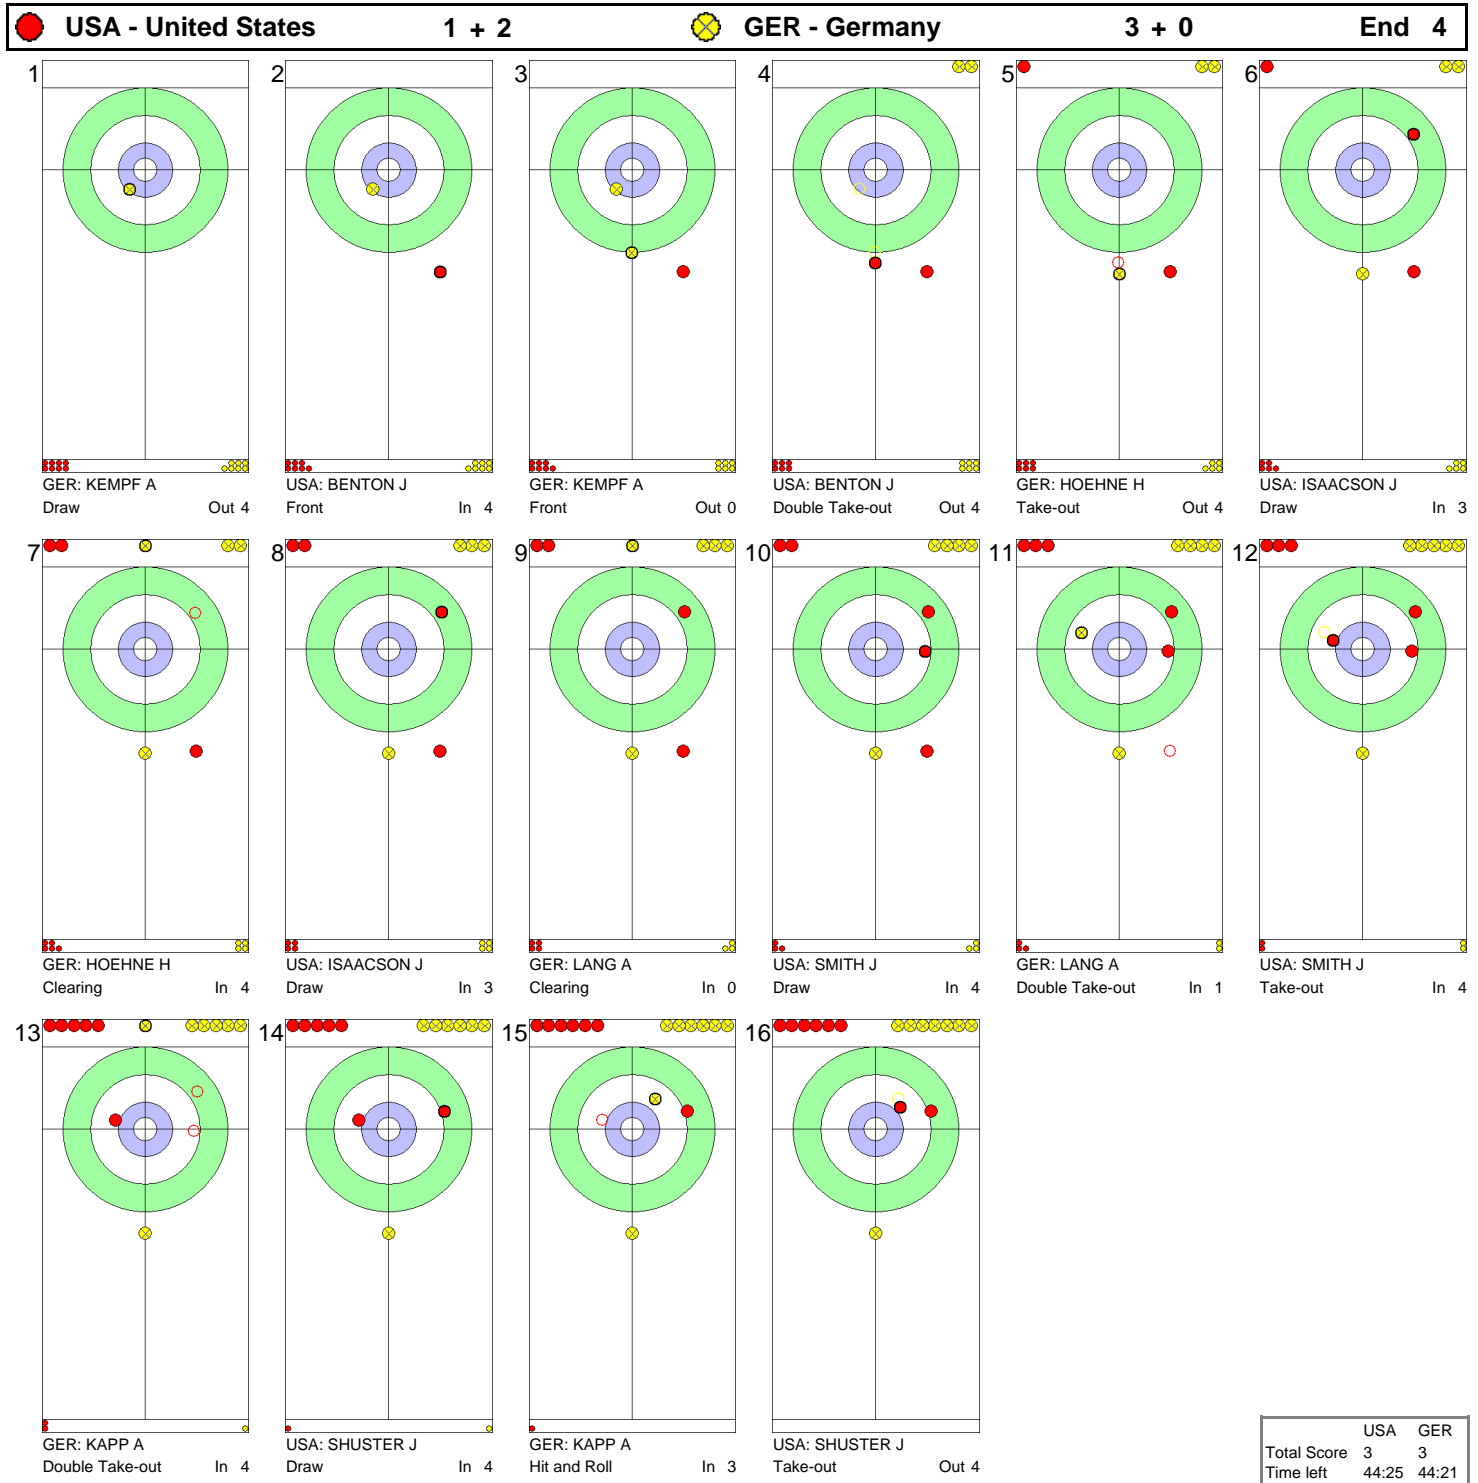 USA - United States 1 + 2 GER - Germany 3 + 0 End 4
1 2 3 4 5 6
GER: KEMPF A USA: BENTON J GER: KEMPF A USA: BENTON J GER: HOEHNE H USA: ISAACSON J
Draw Out 4 Front In 4 Front Out 0 Double Take-out Out 4 Take-out Out 4 Draw In 3
7 8 9 10 11 12
GER: HOEHNE H USA: ISAACSON J GER: LANG A USA: SMITH J GER: LANG A USA: SMITH J
Clearing In 4 Draw In 3 Clearing In 0 Draw In 4 Double Take-out In 1 Take-out In 4
13 14 15 16
GER: KAPP A USA: SHUSTER J GER: KAPP A USA: SHUSTER J
Double Take-out In 4 Draw In 4 Hit and Roll In 3 Take-out Out 4
USA GER
Total Score 3 3
Time left 44:25 44:21